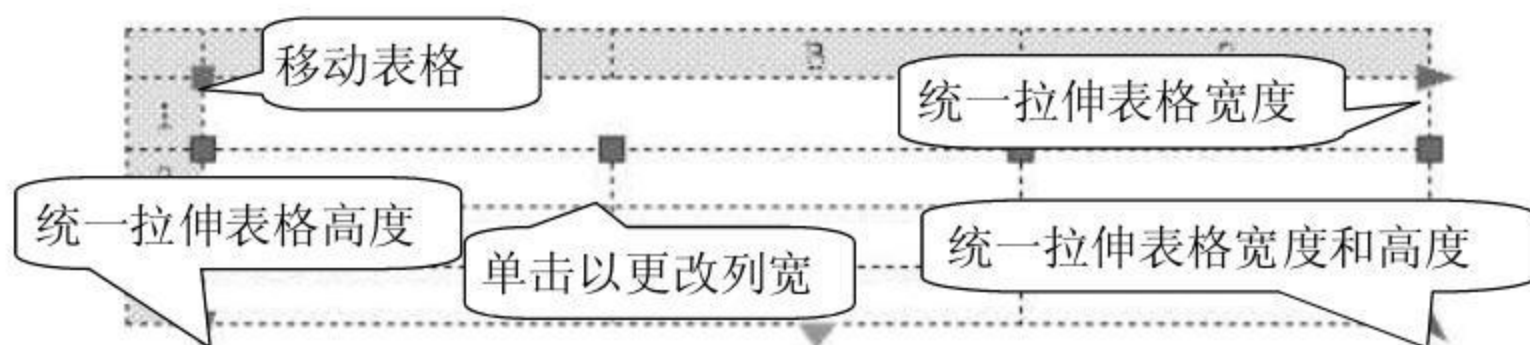 移动表格
B
统一拉伸表格宽度
1
统一拉伸表格高度
单击以更改列宽
统一拉伸表格宽度和高度